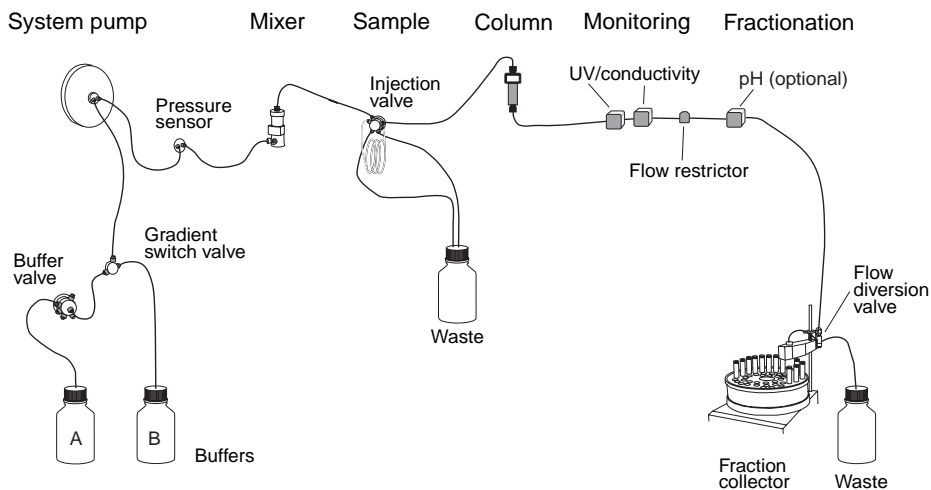 System pump
Mixer
Sample
Column
Monitoring
Fractionation
Injection
valve
UV/conductivity
pH (optional)
Pressure
sensor
Flow restrictor
Gradient
switch valve
Buffer
valve
Flow
diversion
valve
Waste
A
B
Buffers
Fraction
collector
Waste